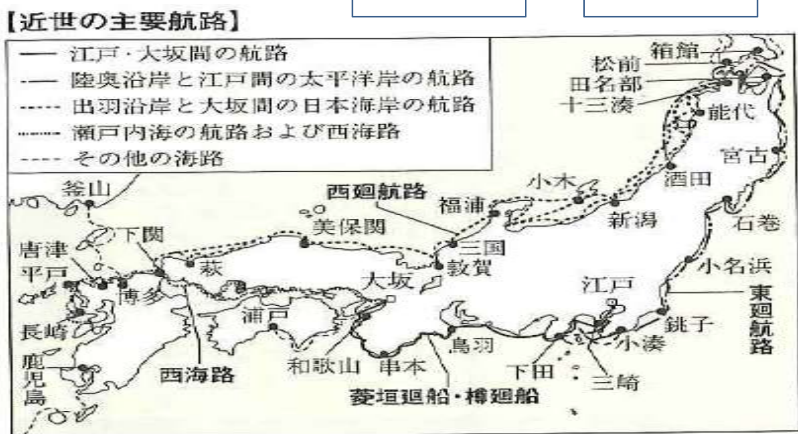 【近世の主要航路】
江戸・大坂間の航路
陸奥沿岸と江戸間の太平洋岸の航路
出羽沿岸と大坂間の日本海岸の航路
瀬戸内海の航路および西海路
その他の海路
箱館
松前
田名部
十三湊
能代
宮古
酒田
小木
新潟
石巻
福浦
西廻航路
釜山
美保関
三国
敦賀
下関
唐津
平戸
博多
萩
大坂
江戸
小名浜
東廻航路
銚子
小湊
三崎
下田
鳥羽
浦戸
和歌山
串本
長崎
鹿児島
西海路
菱垣廻船・樽廻船